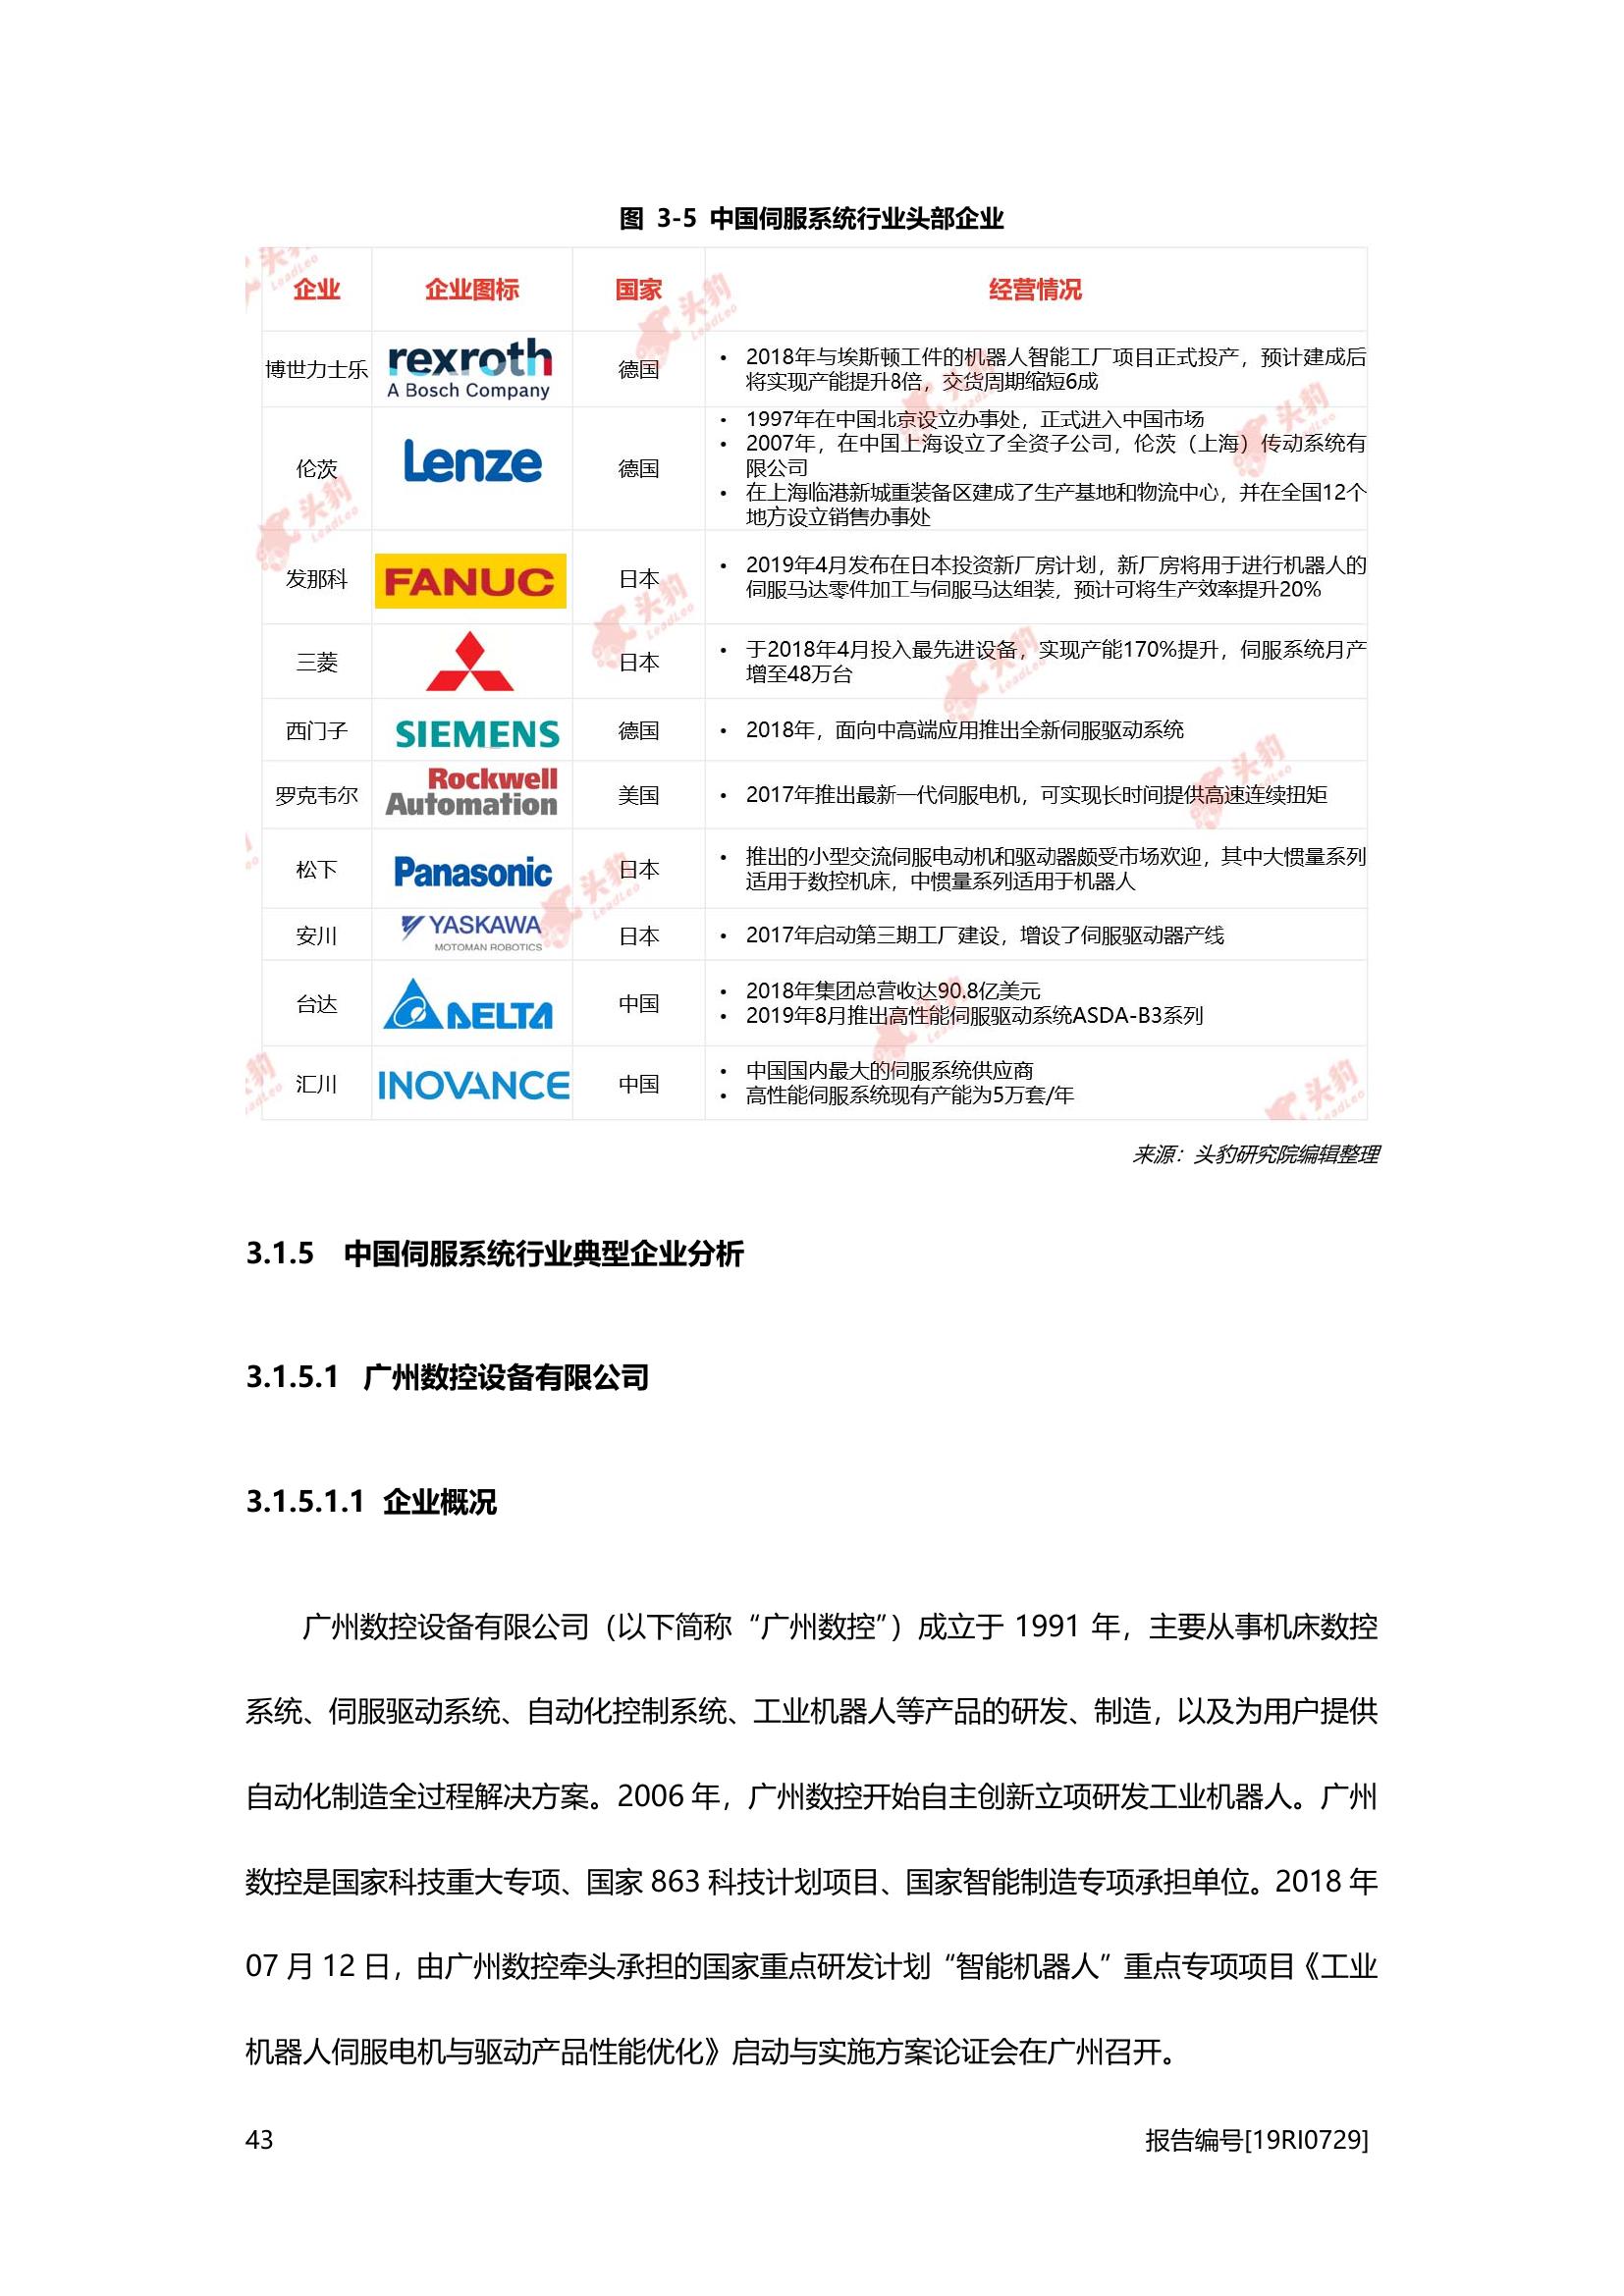 图 3-5 中国伺服系统行业头部企业
企业 企业图标 国家 经营情况
博世力士乐 rexroth A Bosch Company 德国
• 2018年与埃斯顿工件的机器人智能工厂项目正式投产，预计建成后
将实现产能提升8倍，交货周期缩短6成
伦茨 Lenze 德国
• 1997年在中国北京设立办事处，正式进入中国市场
• 2007年，在中国上海设立了全资子公司，伦茨（上海）传动系统有
限公司
• 在上海临港新城重装备区建成了生产基地和物流中心，并在全国12个
地方设立销售办事处
发那科 FANUC 日本
• 2019年4月发布在日本投资新厂房计划，新厂房将用于进行机器人的
伺服马达零件加工与伺服马达组装，预计可将生产效率提升20%
三菱 日本
• 于2018年4月投入最先进设备，实现产能170%提升，伺服系统月产
增至48万台
西门子 SIEMENS 德国
• 2018年，面向中高端应用推出全新伺服驱动系统
罗克韦尔 Rockwell Automation 美国
• 2017年推出最新一代伺服电机，可实现长时间提供高速连续扭矩
松下 Panasonic 日本
• 推出的小型交流伺服电动机和驱动器颇受市场欢迎，其中大惯量系列
适用于数控机床，中惯量系列适用于机器人
安川 YASKAWA MOTOMAN ROBOTICS 日本
• 2017年启动第三期工厂建设，增设了伺服驱动器产线
台达 DELTA 中国
• 2018年集团总营收达90.8亿美元
• 2019年8月推出高性能伺服驱动系统ASDA-B3系列
汇川 INOVANCE 中国
• 中国国内最大的伺服系统供应商
• 高性能伺服系统现有产能为5万套/年
来源：头豹研究院编辑整理
3.1.5 中国伺服系统行业典型企业分析
3.1.5.1 广州数控设备有限公司
3.1.5.1.1 企业概况
广州数控设备有限公司（以下简称“广州数控”）成立于 1991 年，主要从事机床数控
系统、伺服驱动系统、自动化控制系统、工业机器人等产品的研发、制造，以及为用户提供
自动化制造全过程解决方案。2006 年，广州数控开始自主创新立项研发工业机器人。广州
数控是国家科技重大专项、国家 863 科技计划项目、国家智能制造专项承担单位。2018 年
07 月 12 日，由广州数控牵头承担的国家重点研发计划“智能机器人”重点专项项目《工业
机器人伺服电机与驱动产品性能优化》启动与实施方案论证会在广州召开。
43 报告编号[19RI0729]